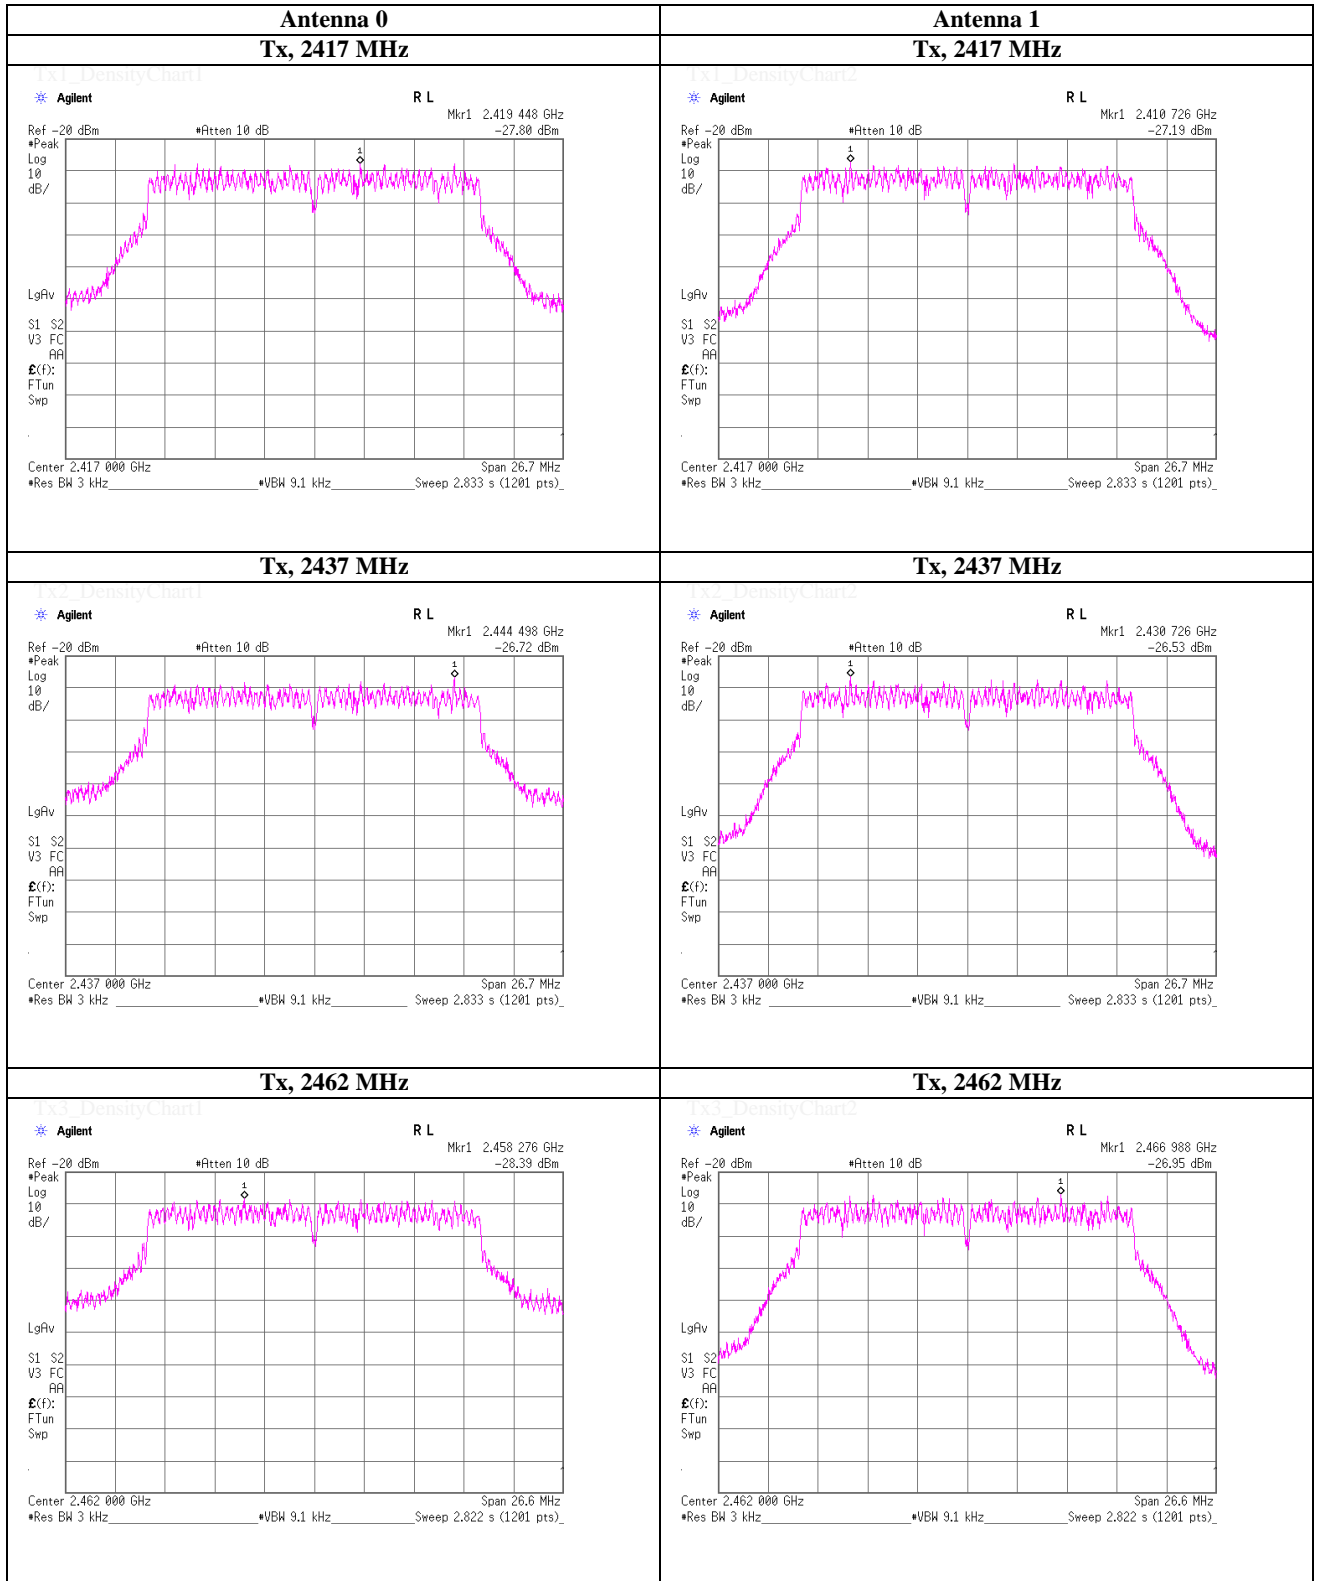 Antenna 0 Antenna 1
Tx, 2417 MHz Tx, 2417 MHz
Tx1_DensityChart1
Agilent R L
Mkr1 2.419 448 GHz
Ref -20 dBm #Atten 10 dB -27.80 dBm
#Peak
Log
10
dB/
1
LgAv
S1 S2
V3 FC
AA
£(f):
FTun
Swp
Center 2.417 000 GHz Span 26.7 MHz
#Res BW 3 kHz #VBW 9.1 kHz Sweep 2.833 s (1201 pts)
Tx1_DensityChart2
Agilent R L
Mkr1 2.410 726 GHz
Ref -20 dBm #Atten 10 dB -27.19 dBm
#Peak
Log
10
dB/
1
LgAv
S1 S2
V3 FC
AA
£(f):
FTun
Swp
Center 2.417 000 GHz Span 26.7 MHz
#Res BW 3 kHz #VBW 9.1 kHz Sweep 2.833 s (1201 pts)
Tx, 2437 MHz Tx, 2437 MHz
Tx2_DensityChart1
Agilent R L
Mkr1 2.444 498 GHz
Ref -20 dBm #Atten 10 dB -26.72 dBm
#Peak
Log
10
dB/
1
LgAv
S1 S2
V3 FC
AA
£(f):
FTun
Swp
Center 2.437 000 GHz Span 26.7 MHz
#Res BW 3 kHz #VBW 9.1 kHz Sweep 2.833 s (1201 pts)
Tx2_DensityChart2
Agilent R L
Mkr1 2.430 726 GHz
Ref -20 dBm #Atten 10 dB -26.53 dBm
#Peak
Log
10
dB/
1
LgAv
S1 S2
V3 FC
AA
£(f):
FTun
Swp
Center 2.437 000 GHz Span 26.7 MHz
#Res BW 3 kHz #VBW 9.1 kHz Sweep 2.833 s (1201 pts)
Tx, 2462 MHz Tx, 2462 MHz
Tx3_DensityChart1
Agilent R L
Mkr1 2.458 276 GHz
Ref -20 dBm #Atten 10 dB -28.39 dBm
#Peak
Log
10
dB/
1
LgAv
S1 S2
V3 FC
AA
£(f):
FTun
Swp
Center 2.462 000 GHz Span 26.6 MHz
#Res BW 3 kHz #VBW 9.1 kHz Sweep 2.822 s (1201 pts)
Tx3_DensityChart2
Agilent R L
Mkr1 2.466 988 GHz
Ref -20 dBm #Atten 10 dB -26.95 dBm
#Peak
Log
10
dB/
1
LgAv
S1 S2
V3 FC
AA
£(f):
FTun
Swp
Center 2.462 000 GHz Span 26.6 MHz
#Res BW 3 kHz #VBW 9.1 kHz Sweep 2.822 s (1201 pts)